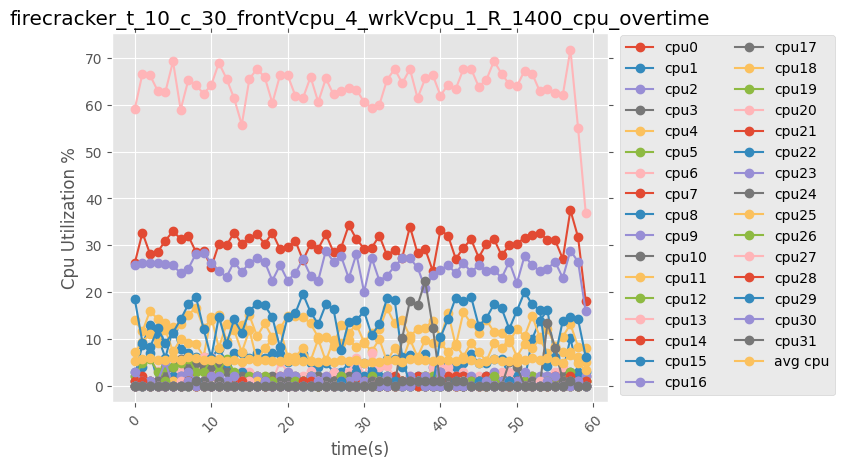 firecracker_t_10_c_30_frontVcpu_4_wrkVcpu_1_R_1400_cpu_overtime
Cpu Utilization %
70
60
50
40
30
20
10
0
0
10
20
30
40
50
60
time(s)
cpu0
cpu1
cpu2
cpu3
cpu4
cpu5
cpu6
cpu7
cpu8
cpu9
cpu10
cpu11
cpu12
cpu13
cpu14
cpu15
cpu16
cpu17
cpu18
cpu19
cpu20
cpu21
cpu22
cpu23
cpu24
cpu25
cpu26
cpu27
cpu28
cpu29
cpu30
cpu31
avg cpu